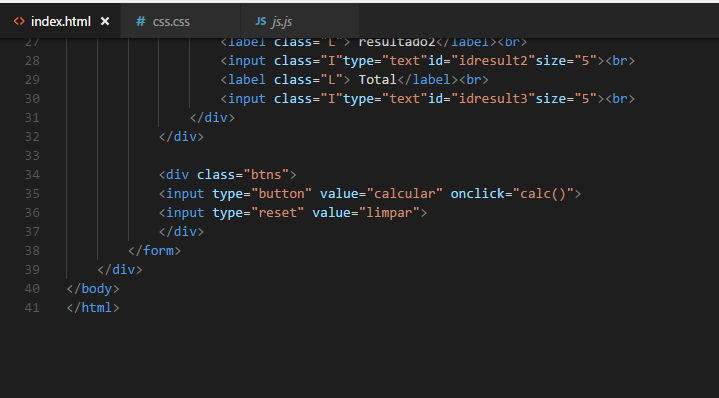 index.html × # css.css JS js.js
27 <label class="L"> resultado2</label><br>
28 <input class="I"type="text"id="idresult2"size="5"><br>
29 <label class="L"> Total</label><br>
30 <input class="I"type="text"id="idresult3"size="5"><br>
31 </div>
32 </div>
33
34 <div class="btns">
35 <input type="button" value="calcular" onclick="calc()">
36 <input type="reset" value="limpar">
37 </div>
38 </form>
39 </div>
40 </body>
41 </html>